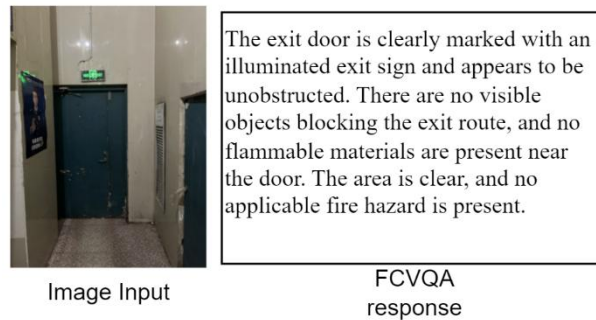 The exit door is clearly marked with an
illuminated exit sign and appears to be
unobstructed. There are no visible
objects blocking the exit route, and no
flammable materials are present near
the door. The area is clear, and no
applicable fire hazard is present.
Image Input
FCVQA
response